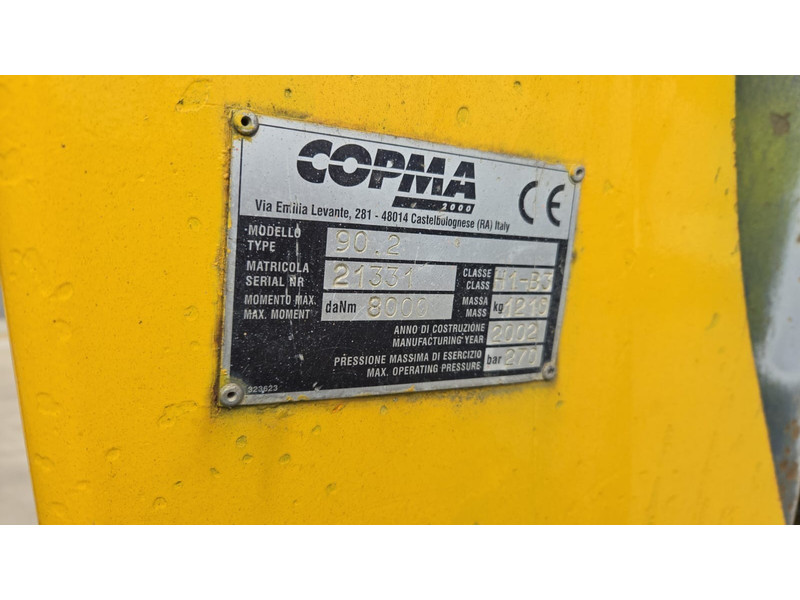 COPMA
2000
CE
Via Emilia Levante, 281 - 48014 Castelbolognese (RA) Italy
MODELLO
TYPE
90.2
MATRICOLA
SERIAL NR
21331
CLASSE
CLASS
H1-B3
MOMENTO MAX.
MAX. MOMENT
daNm
8000
MASSA
MASS
kg
1210
ANNO DI COSTRUZIONE
MANUFACTURING YEAR
2002
PRESSIONE MASSIMA DI ESERCIZIO
MAX. OPERATING PRESSURE
bar
270
323623